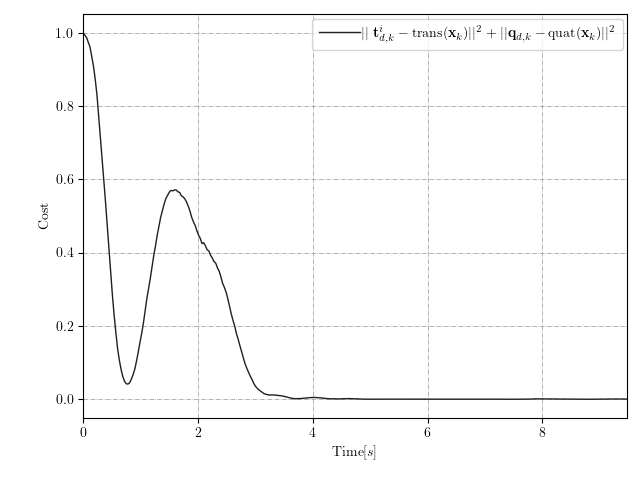 || t^i_{d,k} − trans(x_k)||^2 + ||q_{d,k} − quat(x_k)||^2
1.0
0.8
0.6
0.4
0.2
0.0
Cost
0 2 4 6 8
Time[s]